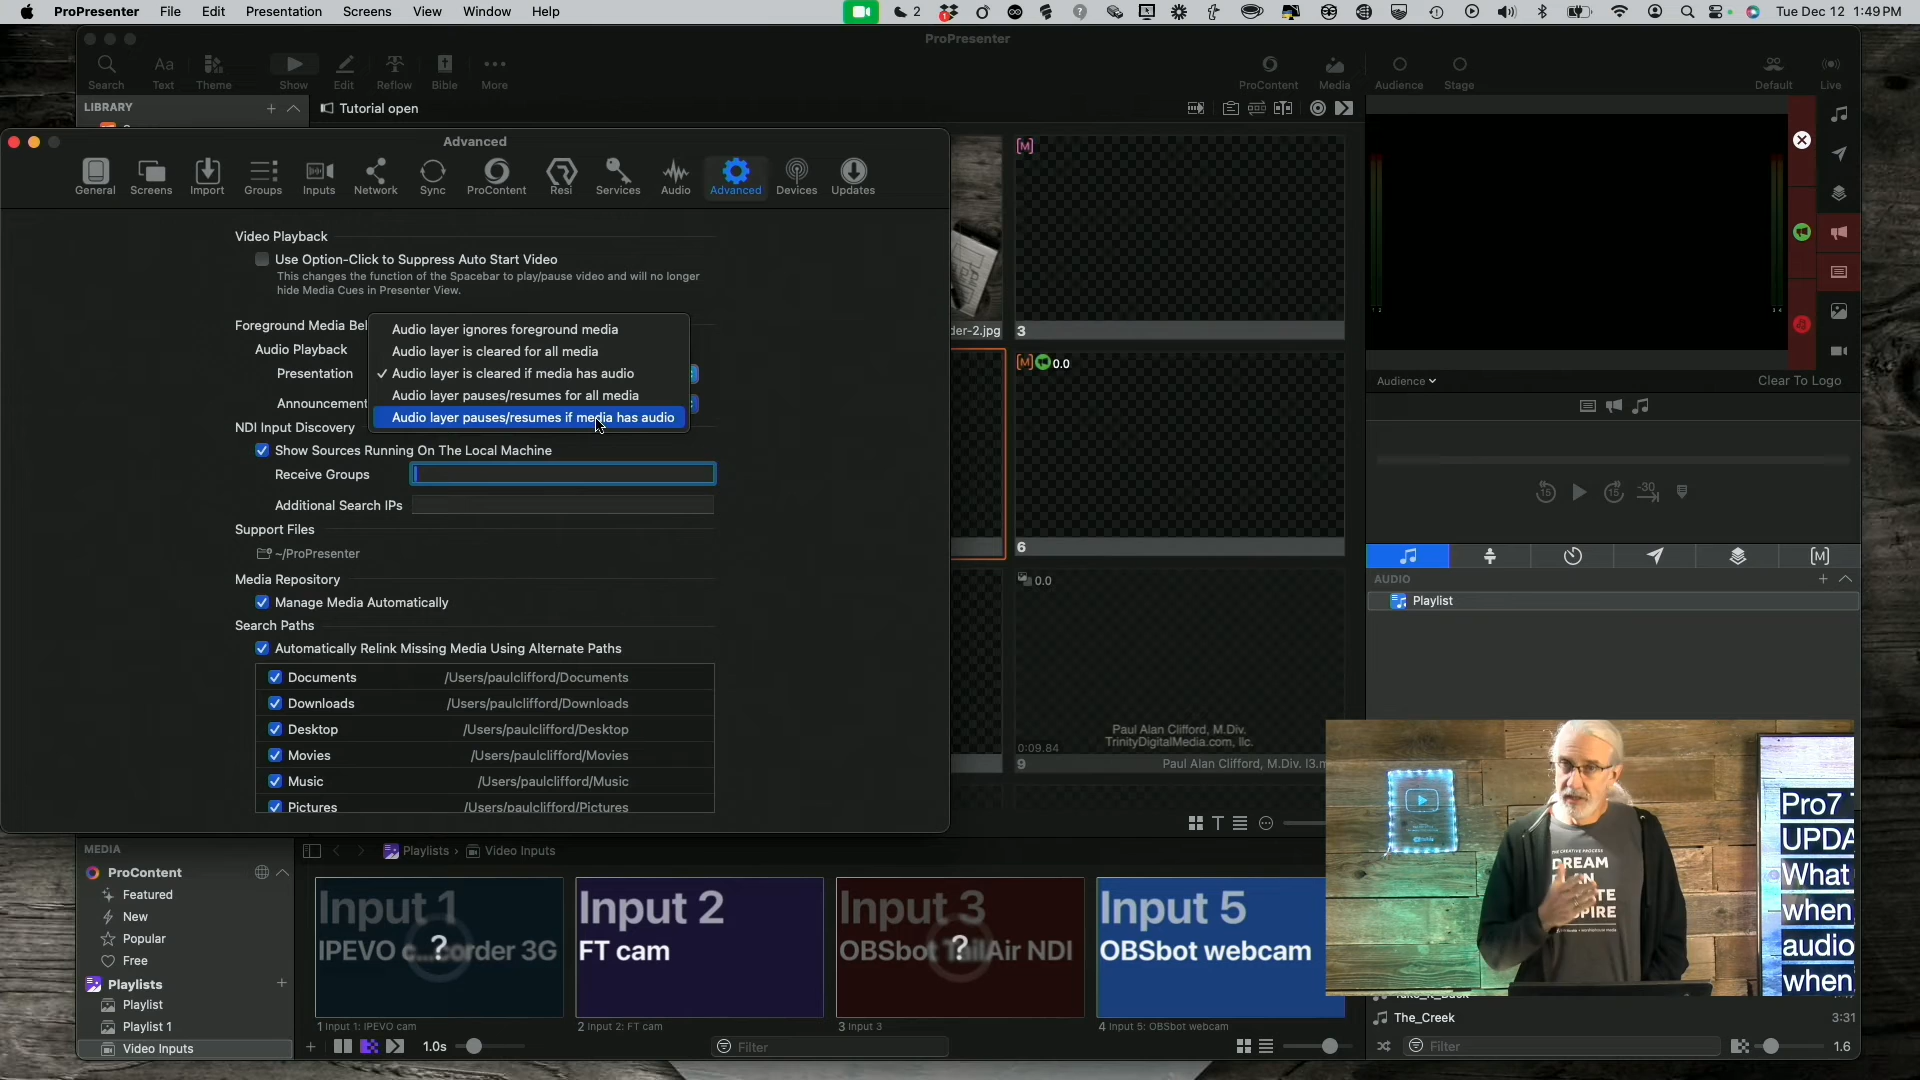 ProPresenter File Edit Presentation Screens View Window Help
2 Tue Dec 12 1:49 PM
ProPresenter
Search Text Theme Show Edit Reflow Bible More
ProContent Media Audience Stage Default Live
LIBRARY
Tutorial open
Advanced
General Screens Import Groups Inputs Network Sync ProContent Resi Services Audio Advanced Devices Updates
Video Playback
Use Option-Click to Suppress Auto Start Video
This changes the function of the Spacebar to play/pause video and will no longer
hide Media Cues in Presenter View.
Foreground Media Bel
Audio Playback
Presentation
Announcement
Audio layer ignores foreground media
Audio layer is cleared for all media
Audio layer is cleared if media has audio
Audio layer pauses/resumes for all media
Audio layer pauses/resumes if media has audio
NDI Input Discovery
Show Sources Running On The Local Machine
Receive Groups
Additional Search IPs
Support Files
~/ProPresenter
Media Repository
Manage Media Automatically
Search Paths
Automatically Relink Missing Media Using Alternate Paths
Documents /Users/paulclifford/Documents
Downloads /Users/paulclifford/Downloads
Desktop /Users/paulclifford/Desktop
Movies /Users/paulclifford/Movies
Music /Users/paulclifford/Music
Pictures /Users/paulclifford/Pictures
[M]
der-2.jpg
3
[M] 0.0
6
0.0
Paul Alan Clifford, M.Div.
TrinityDigitalMedia.com, llc.
0:09.84
9 Paul Alan Clifford, M.Div. l3.m
Audience
Clear To Logo
15 15 -30
[M]
AUDIO
Playlist
The_Creek 3:31
Filter 1.6
Pro7
UPDA
What
when
audio
when
THE CREATIVE PROCESS
DREAM
MEDIA
ProContent
Featured
New
Popular
Free
Playlists
Playlist
Playlist 1
Video Inputs
Playlists › Video Inputs
Input 1
IPEVO
order 3G
?
1 Input 1: IPEVO cam
Input 2
FT cam
2 Input 2: FT cam
Input 3
OBSbot TailAir NDI
?
3 Input 3
Input 5
OBSbot webcam
4 Input 5: OBSbot webcam
1.0s
Filter